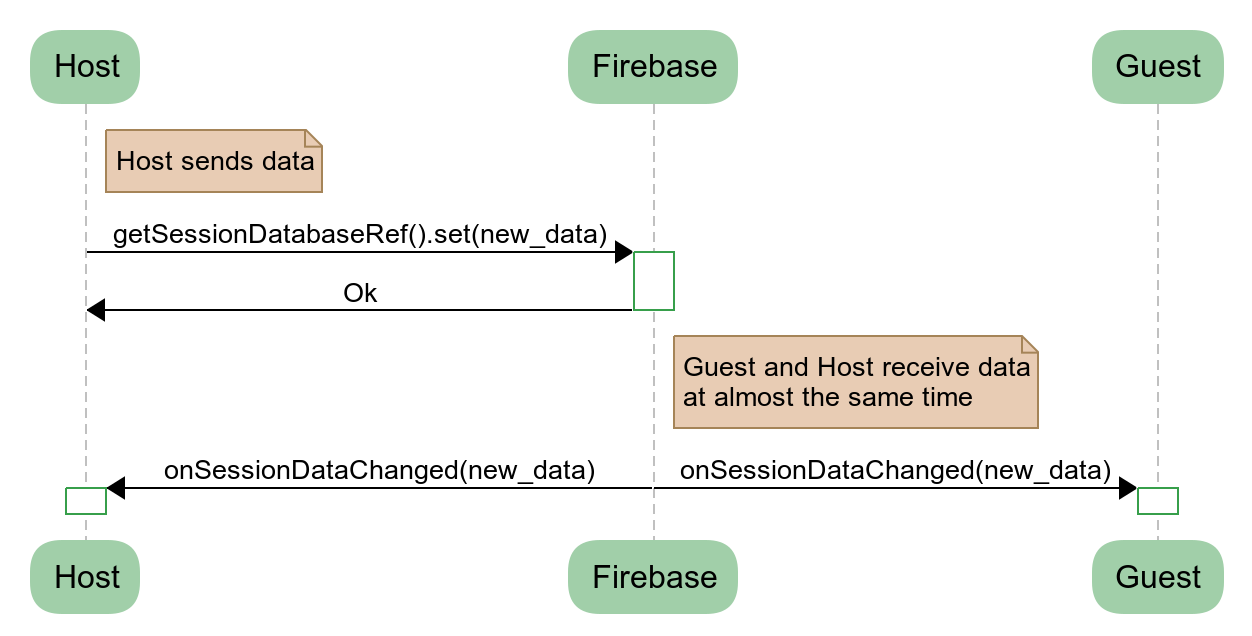 Host
Firebase
Guest
Host sends data
getSessionDatabaseRef().set(new_data)
Ok
Guest and Host receive data
at almost the same time
onSessionDataChanged(new_data)
onSessionDataChanged(new_data)
Host
Firebase
Guest